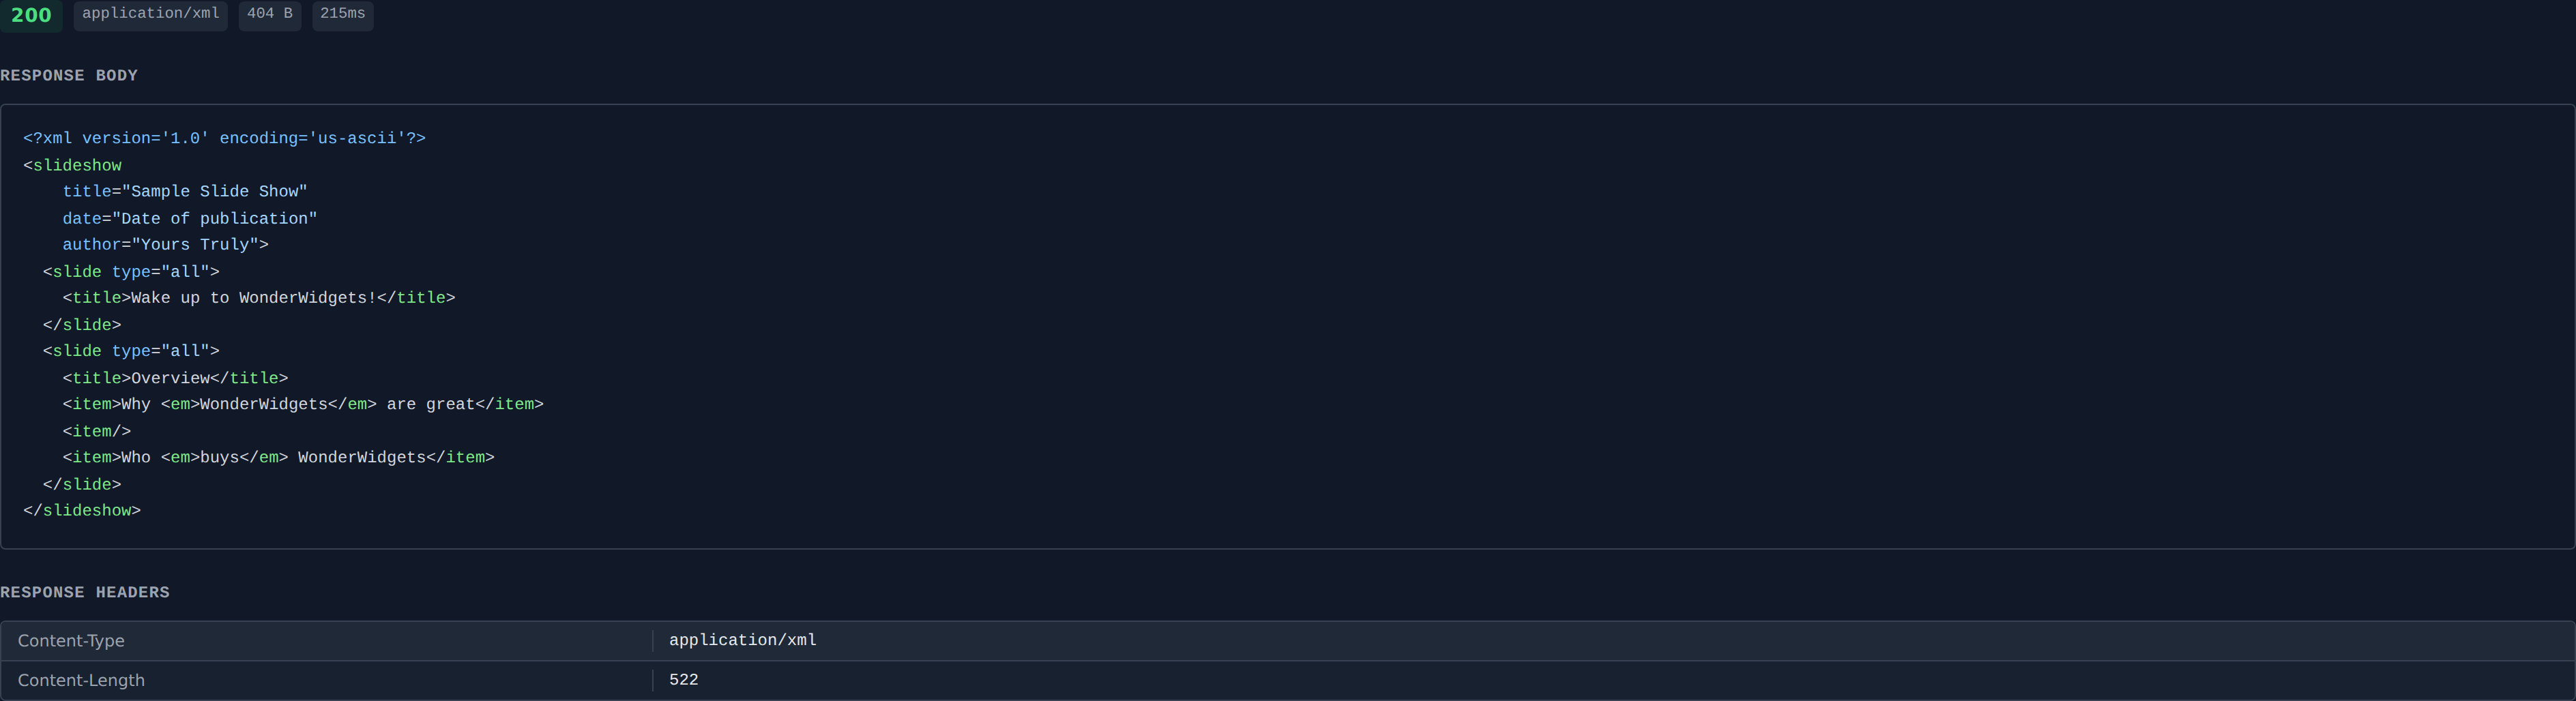 200 application/xml 404 B 215ms
RESPONSE BODY
<?xml version='1.0' encoding='us-ascii'?>
<slideshow
    title="Sample Slide Show"
    date="Date of publication"
    author="Yours Truly">
  <slide type="all">
    <title>Wake up to WonderWidgets!</title>
  </slide>
  <slide type="all">
    <title>Overview</title>
    <item>Why <em>WonderWidgets</em> are great</item>
    <item/>
    <item>Who <em>buys</em> WonderWidgets</item>
  </slide>
</slideshow>
RESPONSE HEADERS
Content-Type application/xml
Content-Length 522